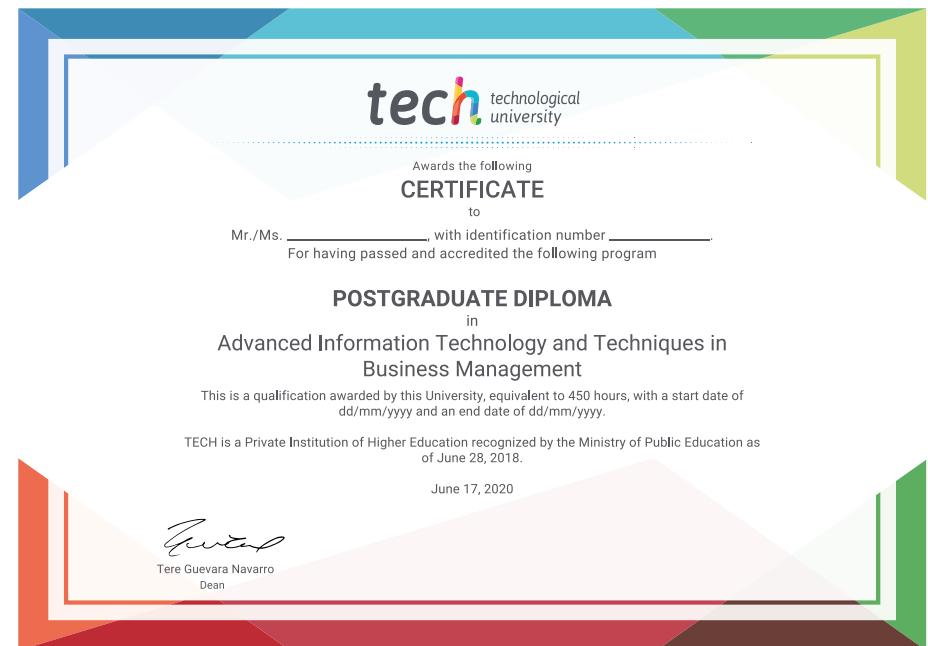 tech technological
university
Awards the following
CERTIFICATE
to
Mr./Ms. ____________, with identification number ____________.
For having passed and accredited the following program
POSTGRADUATE DIPLOMA
in
Advanced Information Technology and Techniques in
Business Management
This is a qualification awarded by this University, equivalent to 450 hours, with a start date of
dd/mm/yyyy and an end date of dd/mm/yyyy.
TECH is a Private Institution of Higher Education recognized by the Ministry of Public Education as
of June 28, 2018.
June 17, 2020
Tere Guevara Navarro
Dean